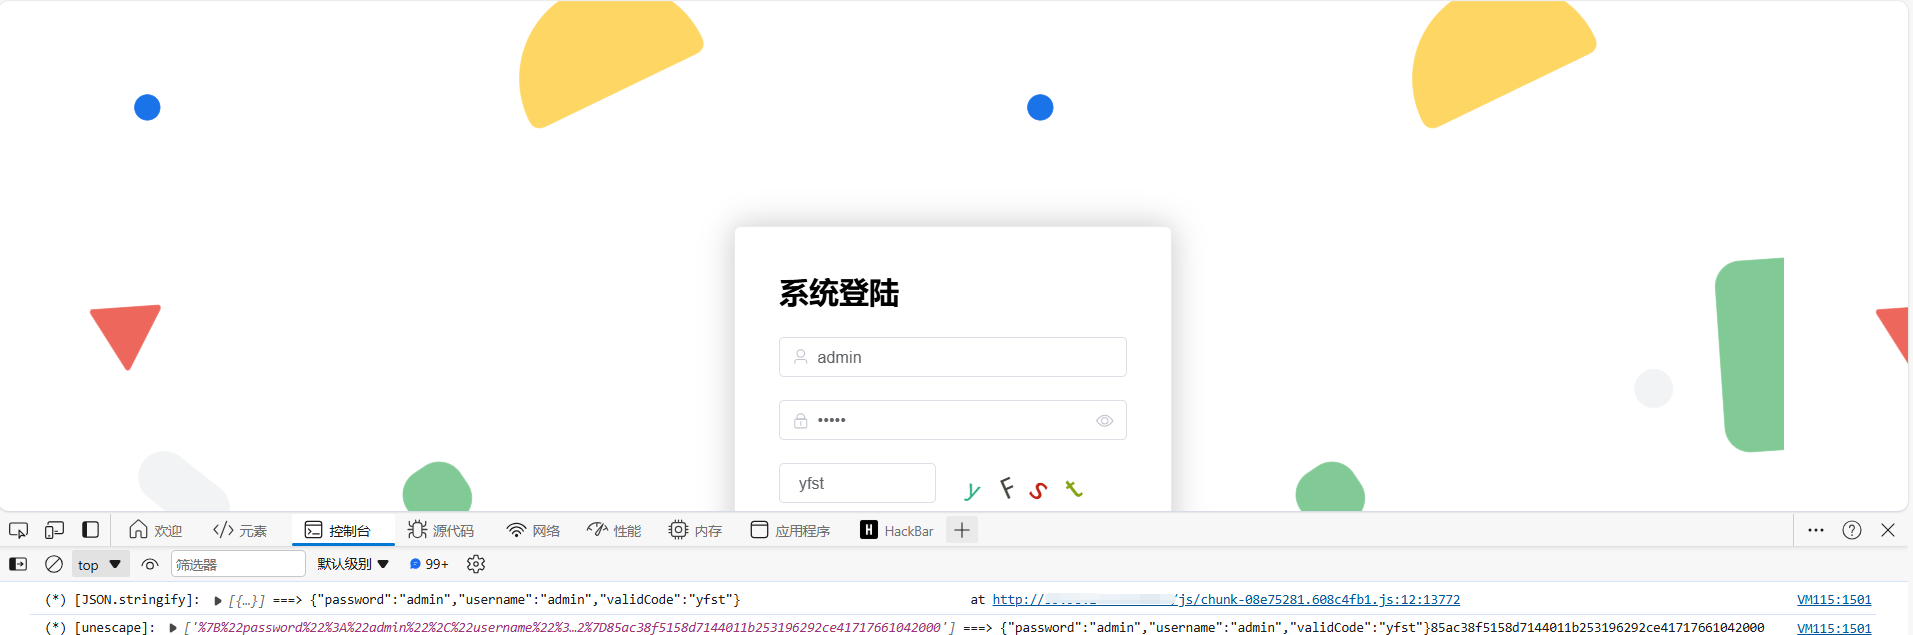 系统登陆
admin
•••••
yfst
y F S t
欢迎 元素 控制台 源代码 网络 性能 内存 应用程序 H HackBar
top 筛选器 默认级别 99+
(*) [JSON.stringify]: [{…}] ===> {"password":"admin","username":"admin","validCode":"yfst"} at http:// /js/chunk-08e75281.608c4fb1.js:12:13772 VM115:1501
(*) [unescape]: ['%7B%22password%22%3A%22admin%22%2C%22username%22%3…2%7D85ac38f5158d7144011b253196292ce41717661042000'] ===> {"password":"admin","username":"admin","validCode":"yfst"}85ac38f5158d7144011b253196292ce41717661042000 VM115:1501